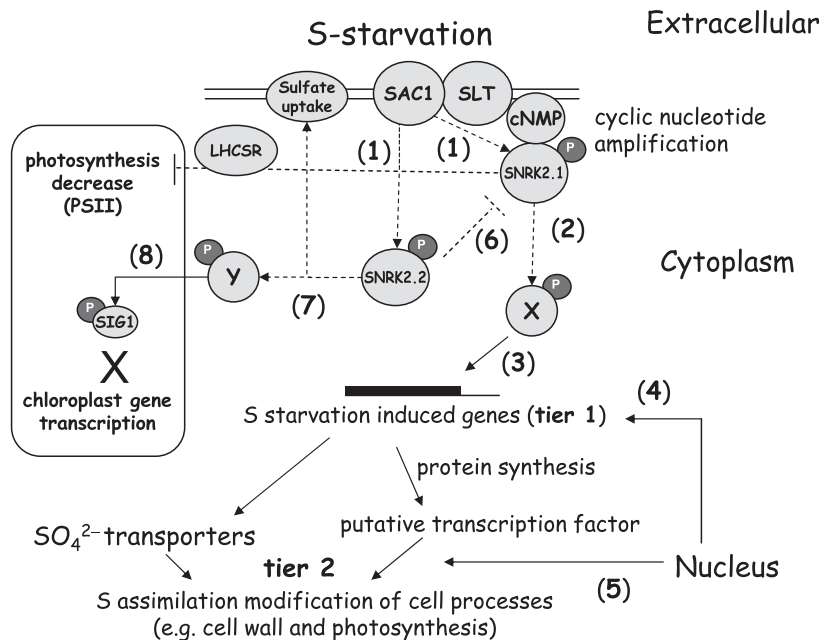 Extracellular
S-starvation
Sulfate
uptake
SAC1
SLT
cNMP
cyclic nucleotide
amplification
LHCSR
(1)
(1)
P
SNRK2.1
photosynthesis
decrease
(PSII)
(6)
(2)
P
(8)
P
Y
SNRK2.2
Cytoplasm
(7)
P
X
P
SIG1
X
(3)
chloroplast gene
transcription
(4)
S starvation induced genes (tier 1)
protein synthesis
SO₄²⁻ transporters
putative transcription factor
tier 2
Nucleus
(5)
S assimilation modification of cell processes
(e.g. cell wall and photosynthesis)